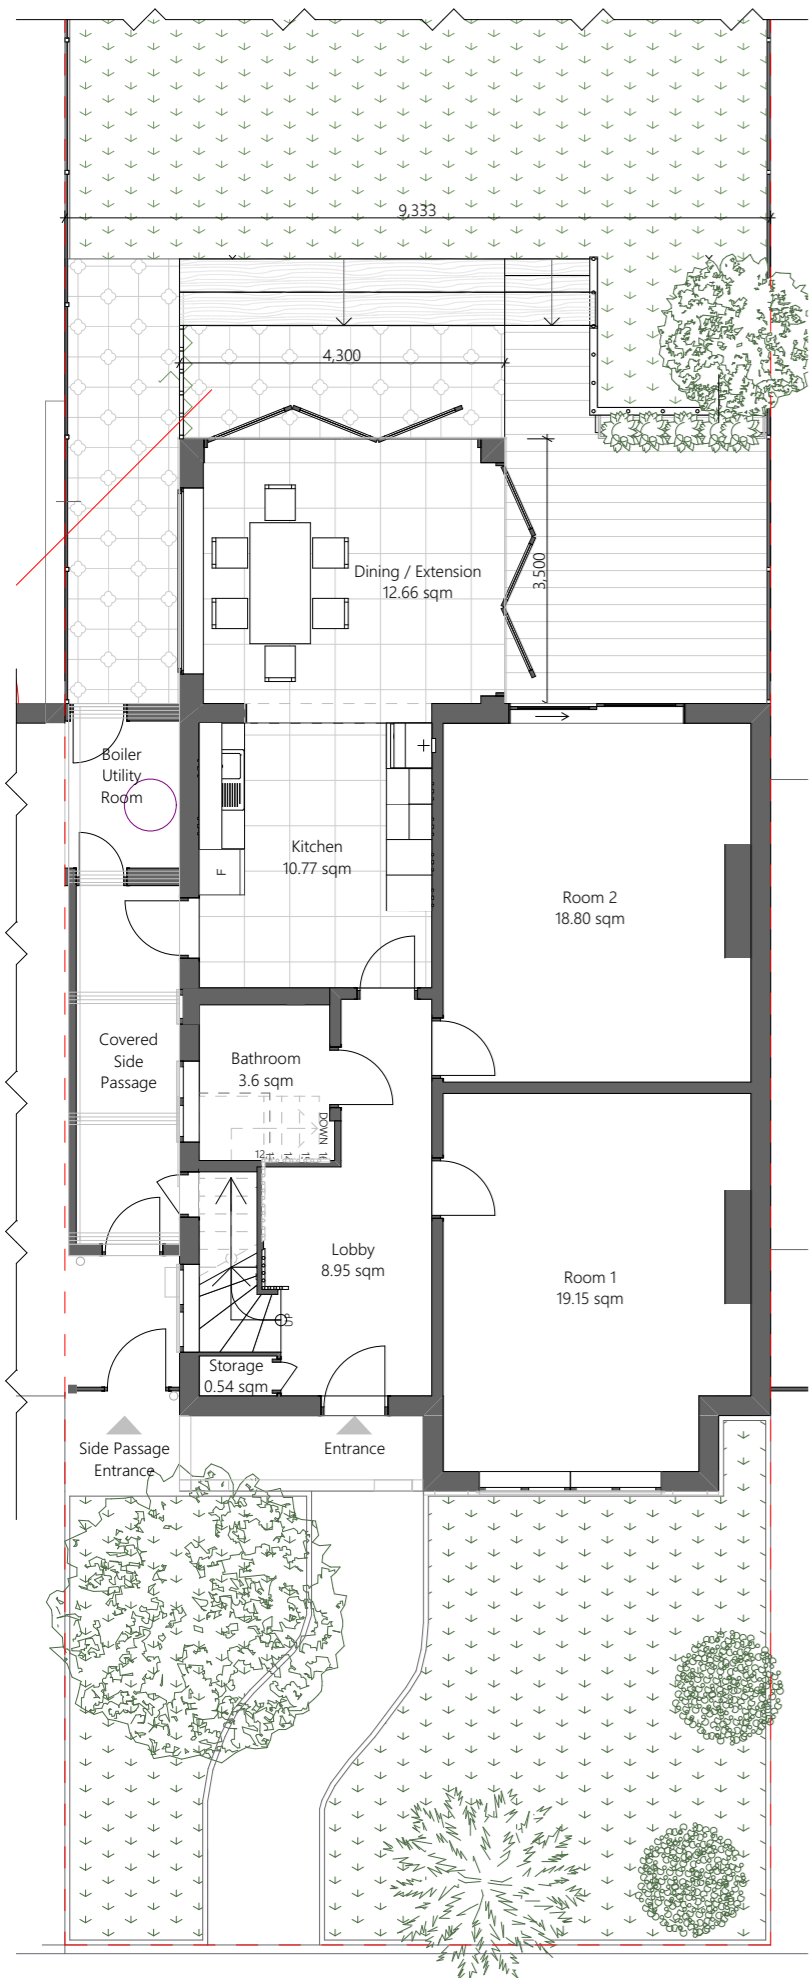 9,333
4,300
Dining / Extension
12.66 sqm
3,500
Boiler
Utility
Room
Kitchen
10.77 sqm
F
Room 2
18.80 sqm
Covered
Side
Passage
Bathroom
3.6 sqm
DOWN
12
Lobby
8.95 sqm
Room 1
19.15 sqm
UP
Storage
0.54 sqm
Side Passage
Entrance
Entrance